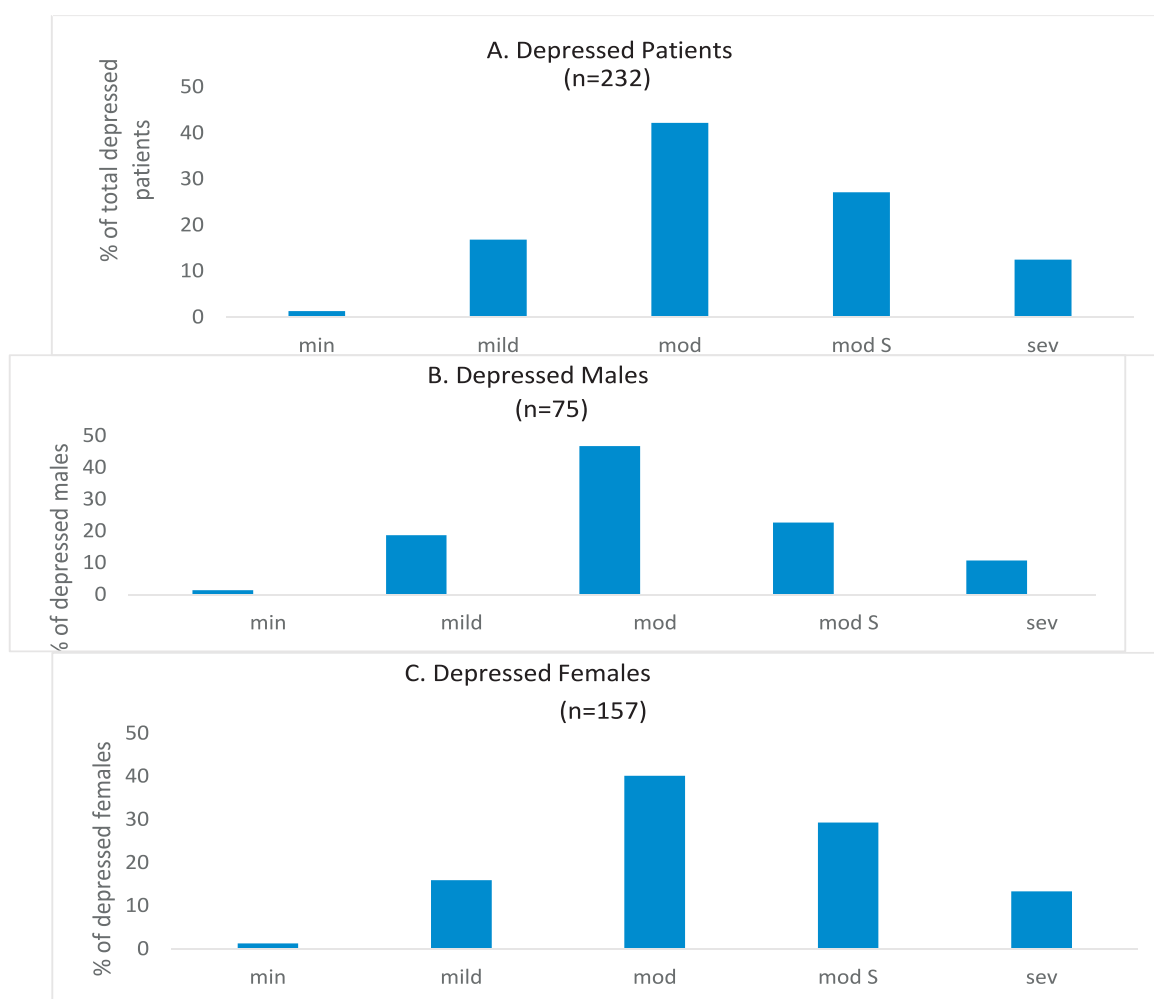 A. Depressed Patients
(n=232)
% of total depressed
patients
50
40
30
20
10
0
min mild mod mod S sev
B. Depressed Males
(n=75)
% of depressed males
50
40
30
20
10
0
min mild mod mod S sev
C. Depressed Females
(n=157)
% of depressed females
50
40
30
20
10
0
min mild mod mod S sev